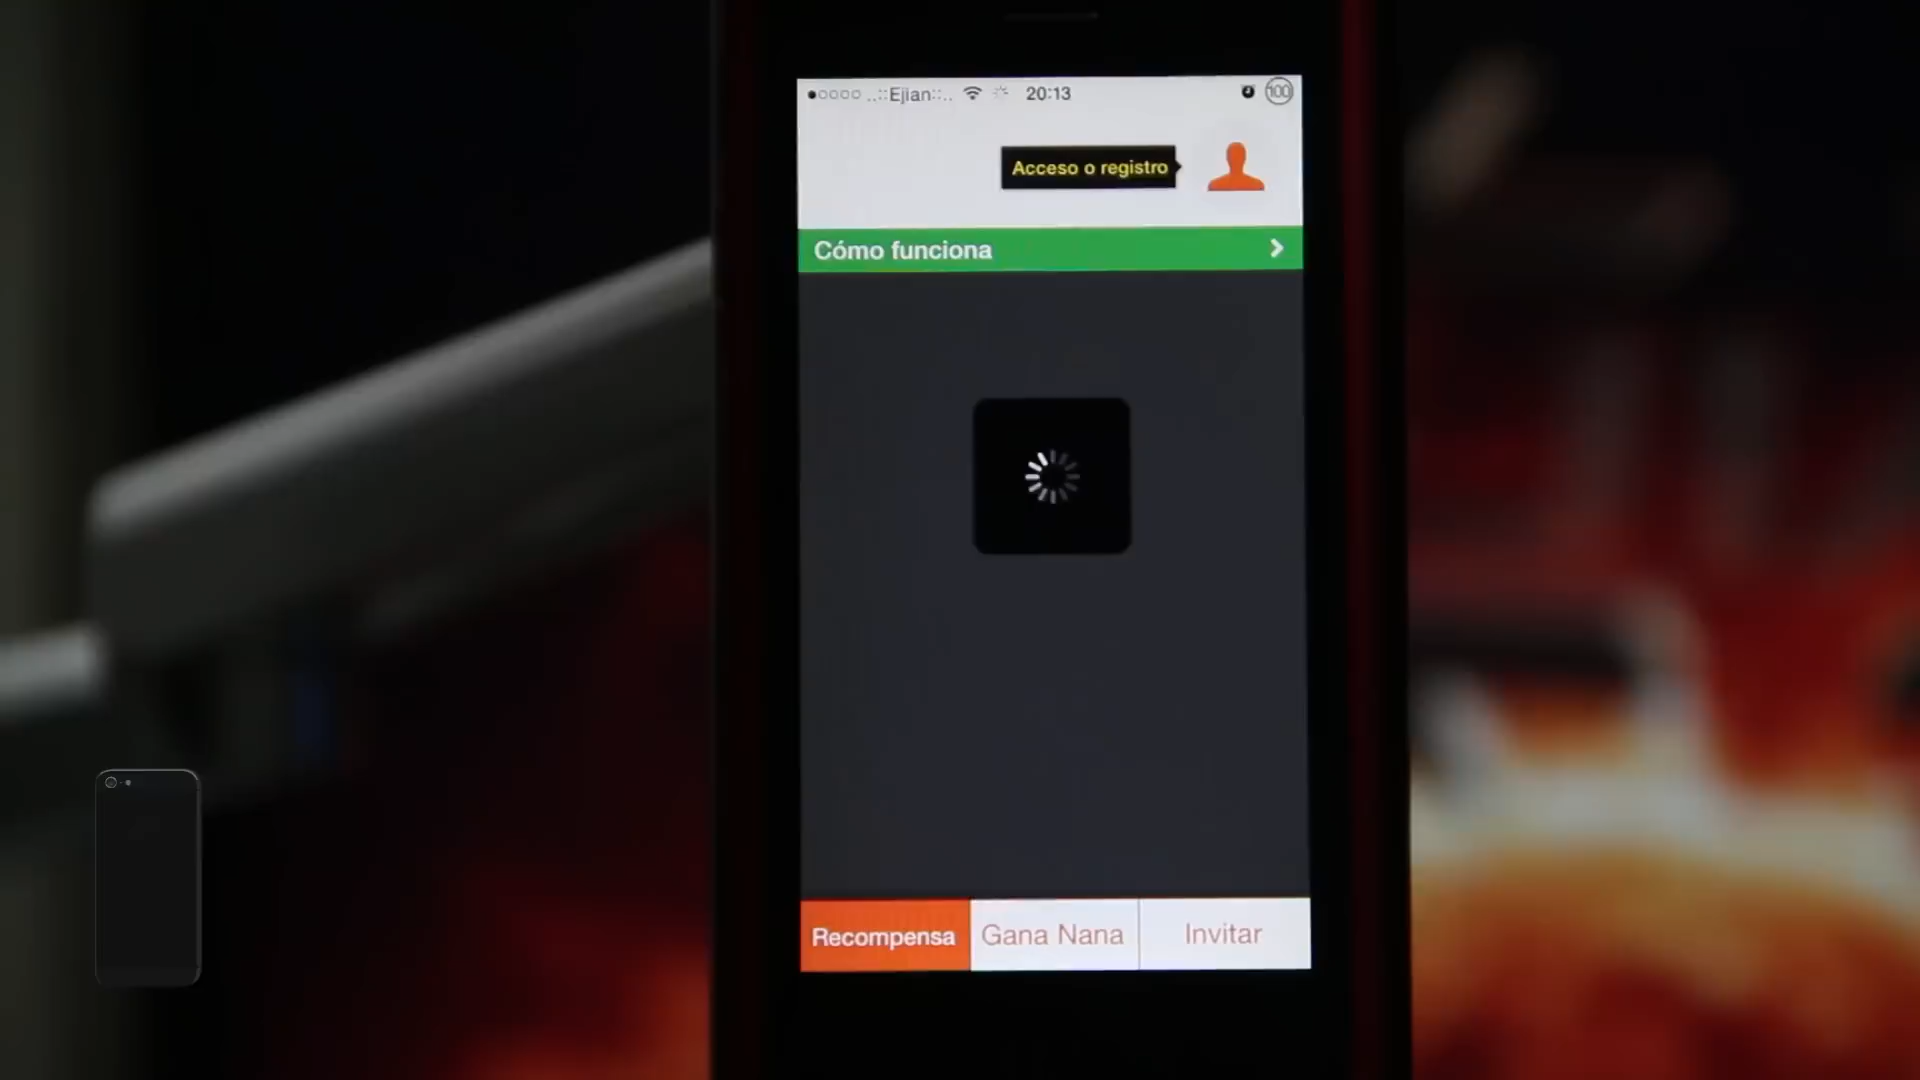 ..::Ejian::.. 20:13 100
Acceso o registro
Cómo funciona
Recompensa Gana Nana Invitar